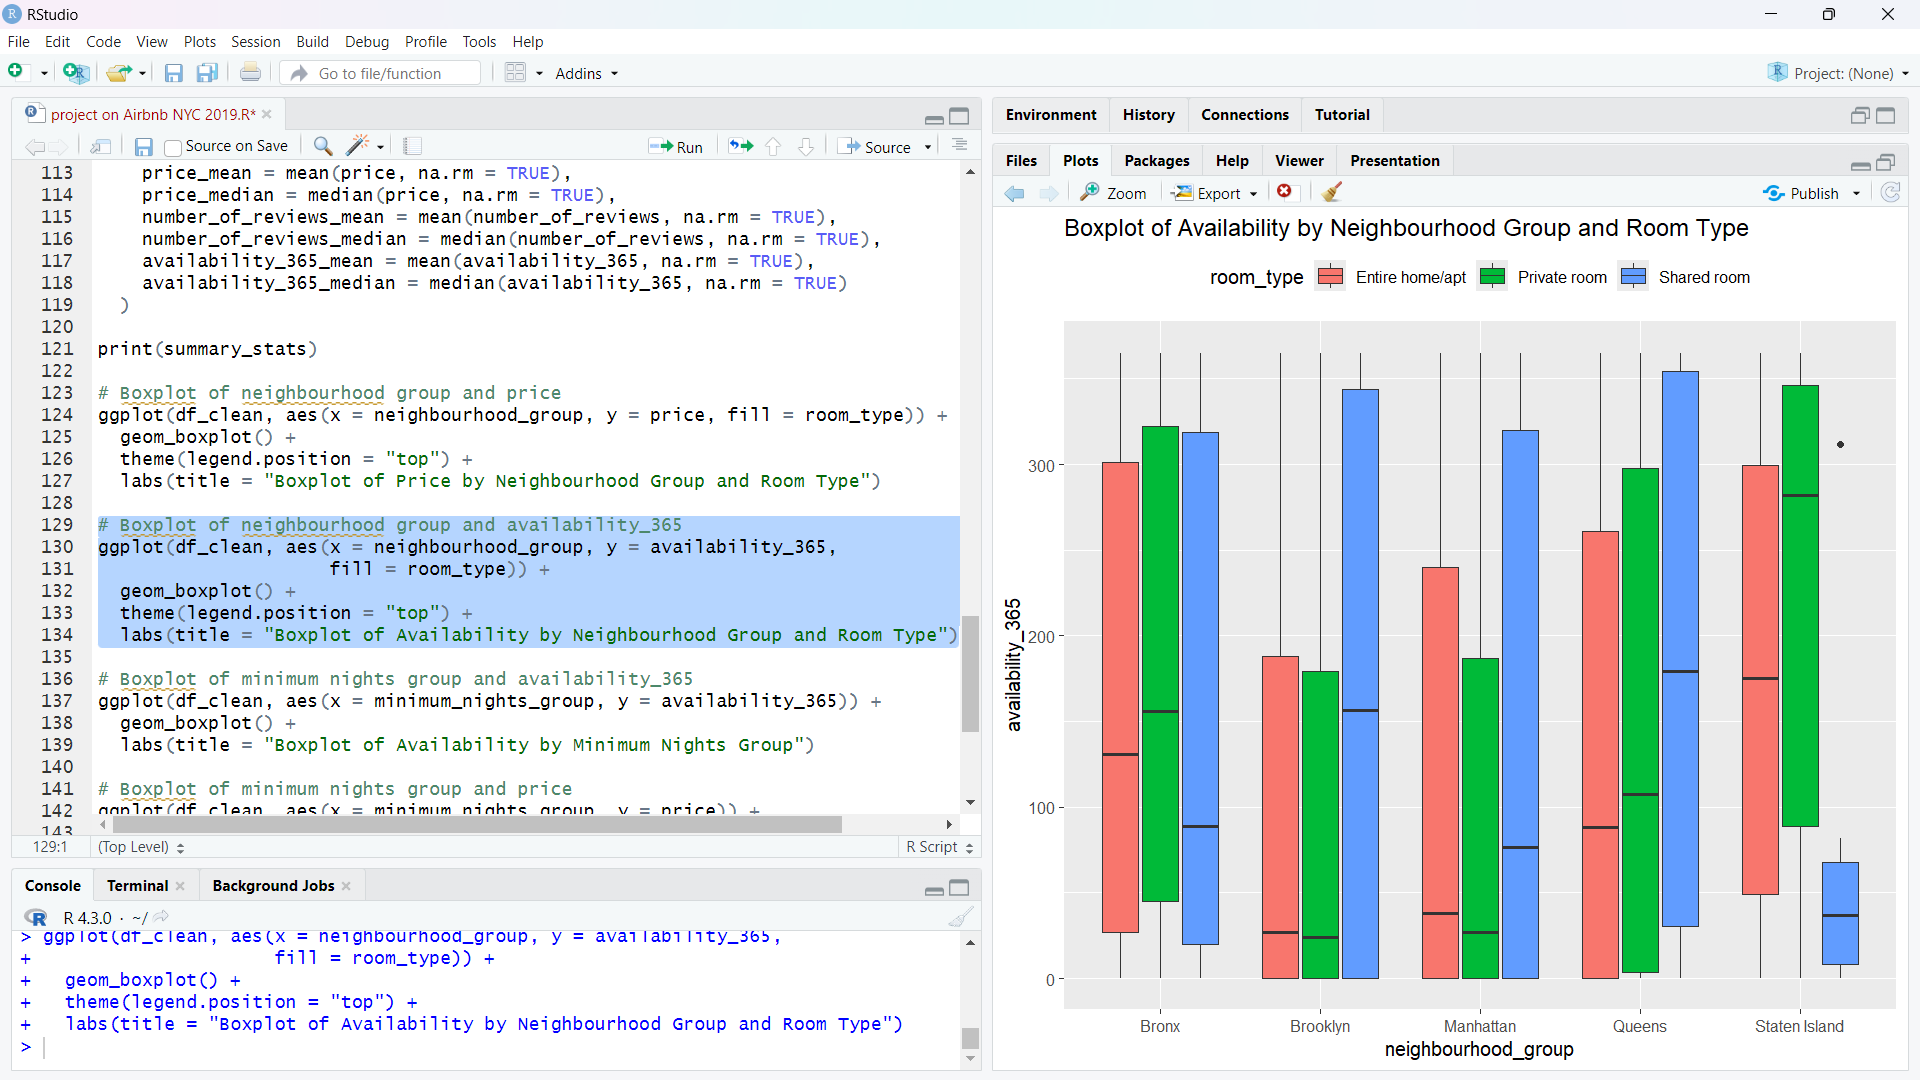 RStudio
File Edit Code View Plots Session Build Debug Profile Tools Help
Go to file/function Addins Project: (None)
project on Airbnb NYC 2019.R*
Source on Save Run Source
113 price_mean = mean(price, na.rm = TRUE),
114 price_median = median(price, na.rm = TRUE),
115 number_of_reviews_mean = mean(number_of_reviews, na.rm = TRUE),
116 number_of_reviews_median = median(number_of_reviews, na.rm = TRUE),
117 availability_365_mean = mean(availability_365, na.rm = TRUE),
118 availability_365_median = median(availability_365, na.rm = TRUE)
119 )
120
121 print(summary_stats)
122
123 # Boxplot of neighbourhood group and price
124 ggplot(df_clean, aes(x = neighbourhood_group, y = price, fill = room_type)) +
125 geom_boxplot() +
126 theme(legend.position = "top") +
127 labs(title = "Boxplot of Price by Neighbourhood Group and Room Type")
128
129 # Boxplot of neighbourhood group and availability_365
130 ggplot(df_clean, aes(x = neighbourhood_group, y = availability_365,
131 fill = room_type)) +
132 geom_boxplot() +
133 theme(legend.position = "top") +
134 labs(title = "Boxplot of Availability by Neighbourhood Group and Room Type")
135
136 # Boxplot of minimum nights group and availability_365
137 ggplot(df_clean, aes(x = minimum_nights_group, y = availability_365)) +
138 geom_boxplot() +
139 labs(title = "Boxplot of Availability by Minimum Nights Group")
140
141 # Boxplot of minimum nights group and price
142 ggplot(df_clean, aes(x = minimum_nights_group, y = price)) +
143
129:1 (Top Level) R Script
Console Terminal Background Jobs
R 4.3.0 · ~/
> ggplot(df_clean, aes(x = neighbourhood_group, y = availability_365,
+ fill = room_type)) +
+ geom_boxplot() +
+ theme(legend.position = "top") +
+ labs(title = "Boxplot of Availability by Neighbourhood Group and Room Type")
>
Environment History Connections Tutorial
Files Plots Packages Help Viewer Presentation
Zoom Export Publish
Boxplot of Availability by Neighbourhood Group and Room Type
room_type Entire home/apt Private room Shared room
300
200
100
0
availability_365
Bronx Brooklyn Manhattan Queens Staten Island
neighbourhood_group